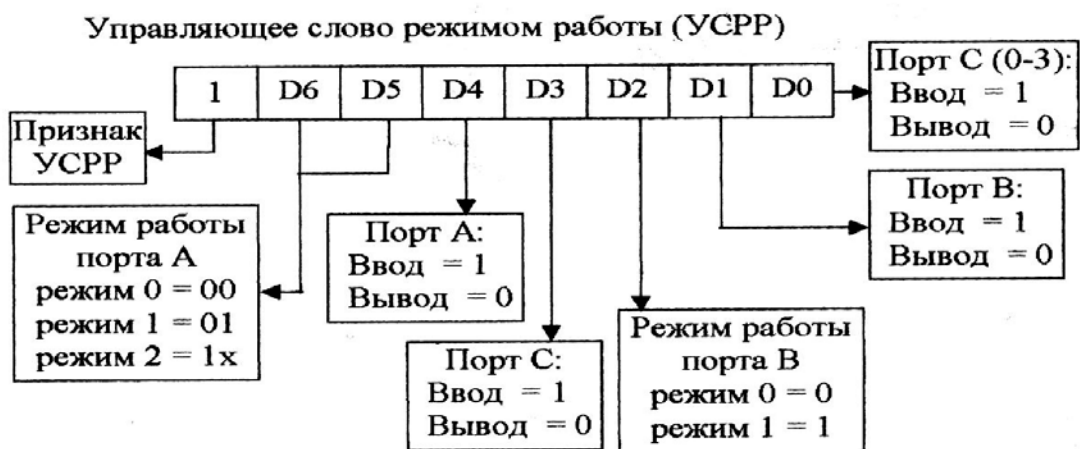 Управляющее слово режимом работы (УСРР)
1 D6 D5 D4 D3 D2 D1 D0
Порт C (0-3):
Ввод = 1
Вывод = 0
Признак
УСРР
Порт B:
Ввод = 1
Вывод = 0
Режим работы
порта A
режим 0 = 00
режим 1 = 01
режим 2 = 1x
Порт A:
Ввод = 1
Вывод = 0
Порт C:
Ввод = 1
Вывод = 0
Режим работы
порта B
режим 0 = 0
режим 1 = 1